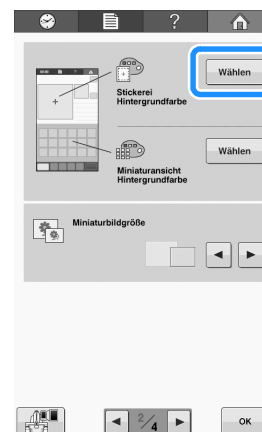 ?
Wählen
Stickerei
Hintergrundfarbe
Wählen
Miniaturansicht
Hintergrundfarbe
Miniaturbildgröße
2/4
OK